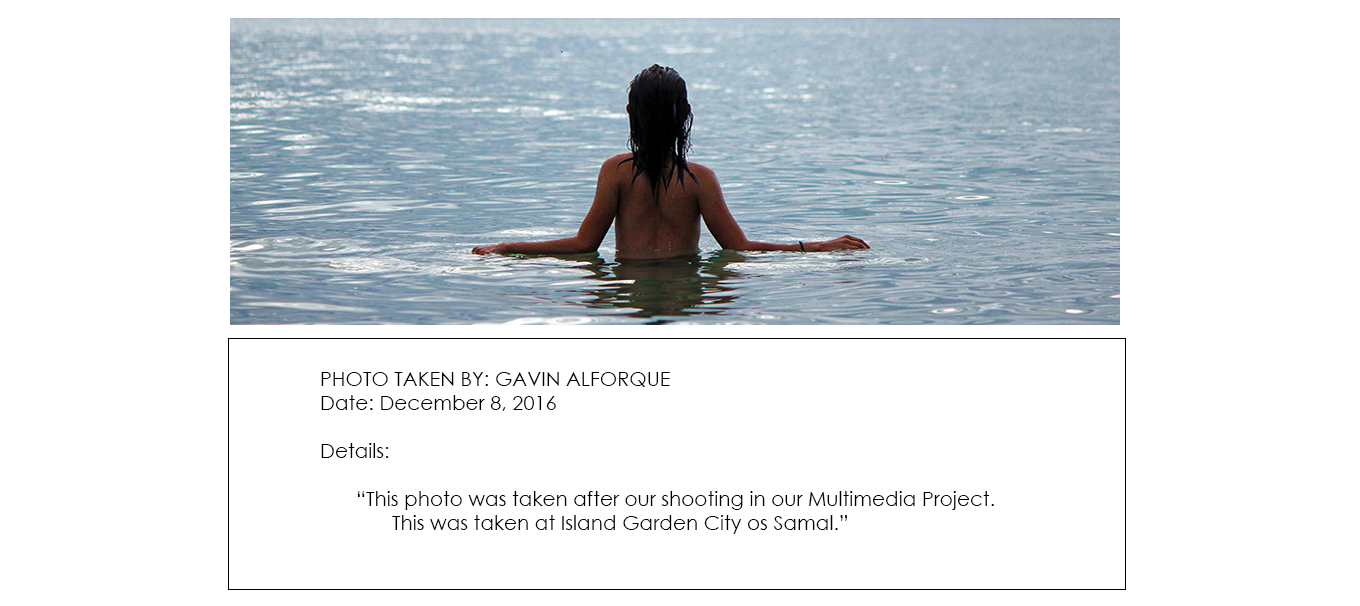 PHOTO TAKEN BY: GAVIN ALFORQUE
Date: December 8, 2016
Details:
“This photo was taken after our shooting in our Multimedia Project.
This was taken at Island Garden City os Samal.”